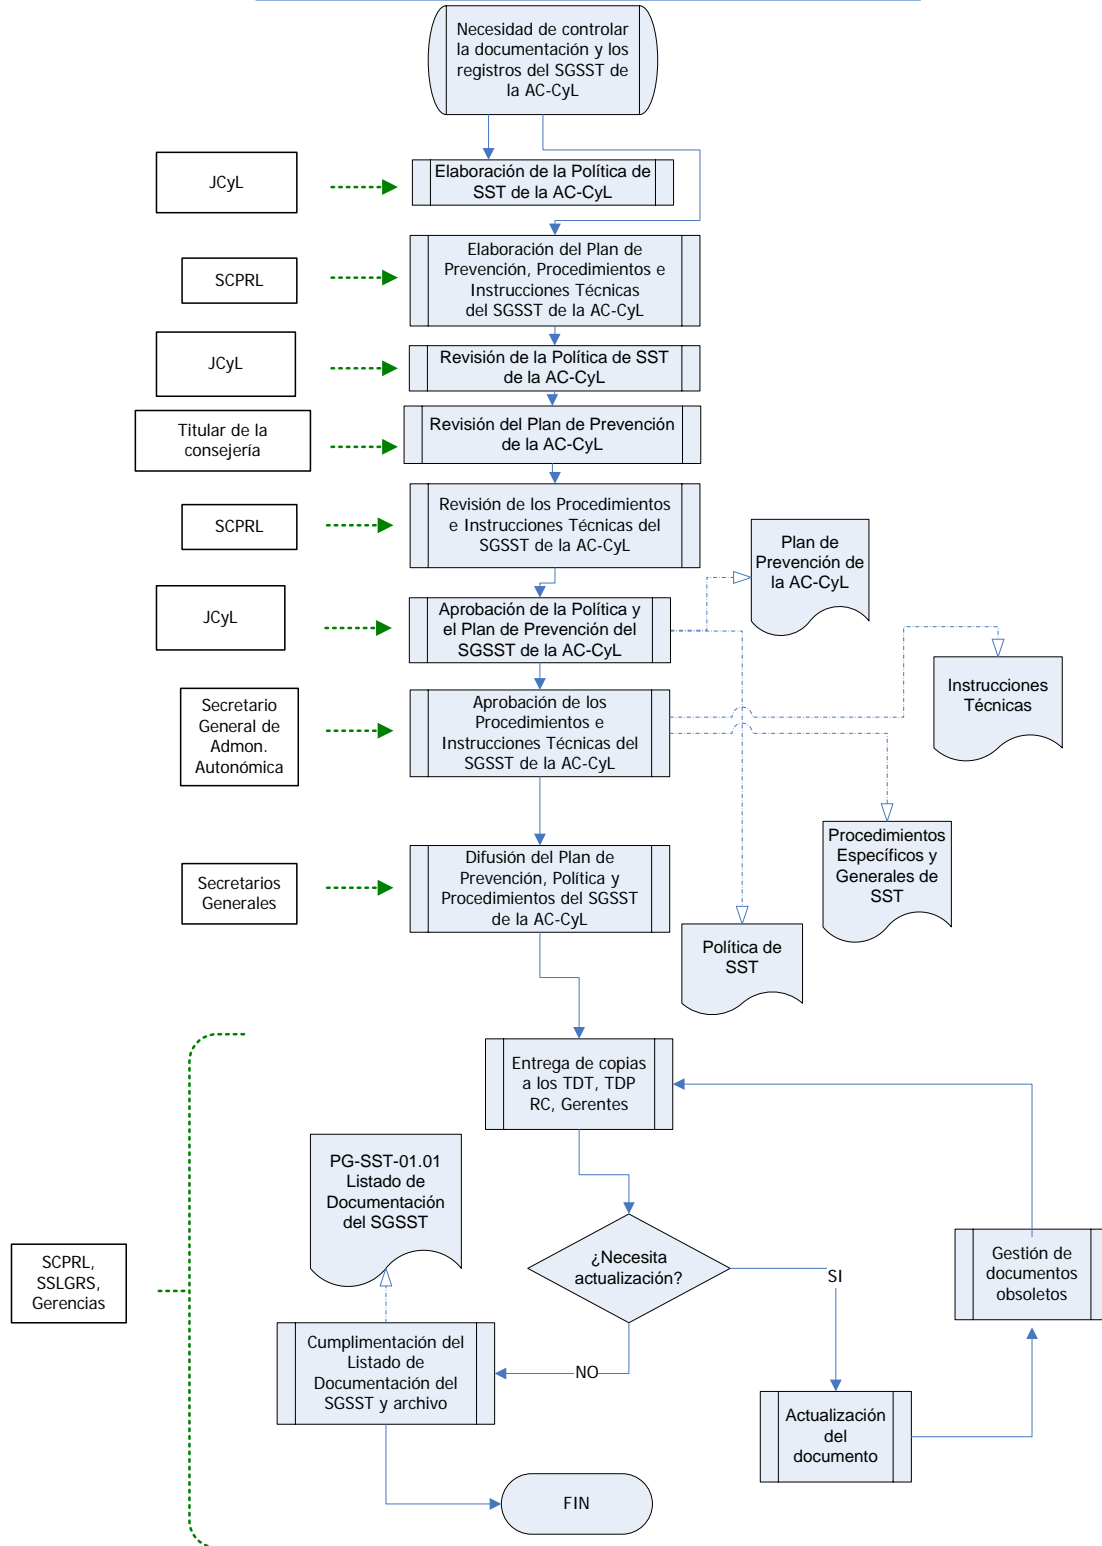 Necesidad de controlar
la documentación y los
registros del SGSST de
la AC-CyL
JCyL
Elaboración de la Política de
SST de la AC-CyL
SCPRL
Elaboración del Plan de
Prevención, Procedimientos e
Instrucciones Técnicas
del SGSST de la AC-CyL
JCyL
Revisión de la Política de SST
de la AC-CyL
Titular de la
consejería
Revisión del Plan de Prevención
de la AC-CyL
SCPRL
Revisión de los Procedimientos
e Instrucciones Técnicas del
SGSST de la AC-CyL
Plan de
Prevención de
la AC-CyL
JCyL
Aprobación de la Política y
el Plan de Prevención del
SGSST de la AC-CyL
Instrucciones
Técnicas
Secretario
General de
Admon.
Autonómica
Aprobación de los
Procedimientos e
Instrucciones Técnicas del
SGSST de la AC-CyL
Procedimientos
Específicos y
Generales de
SST
Secretarios
Generales
Difusión del Plan de
Prevención, Política y
Procedimientos del SGSST
de la AC-CyL
Política de
SST
Entrega de copias
a los TDT, TDP
RC, Gerentes
PG-SST-01.01
Listado de
Documentación
del SGSST
¿Necesita
actualización?
SI
Gestión de
documentos
obsoletos
SCPRL,
SSLGRS,
Gerencias
Cumplimentación del
Listado de
Documentación del
SGSST y archivo
NO
Actualización
del
documento
FIN